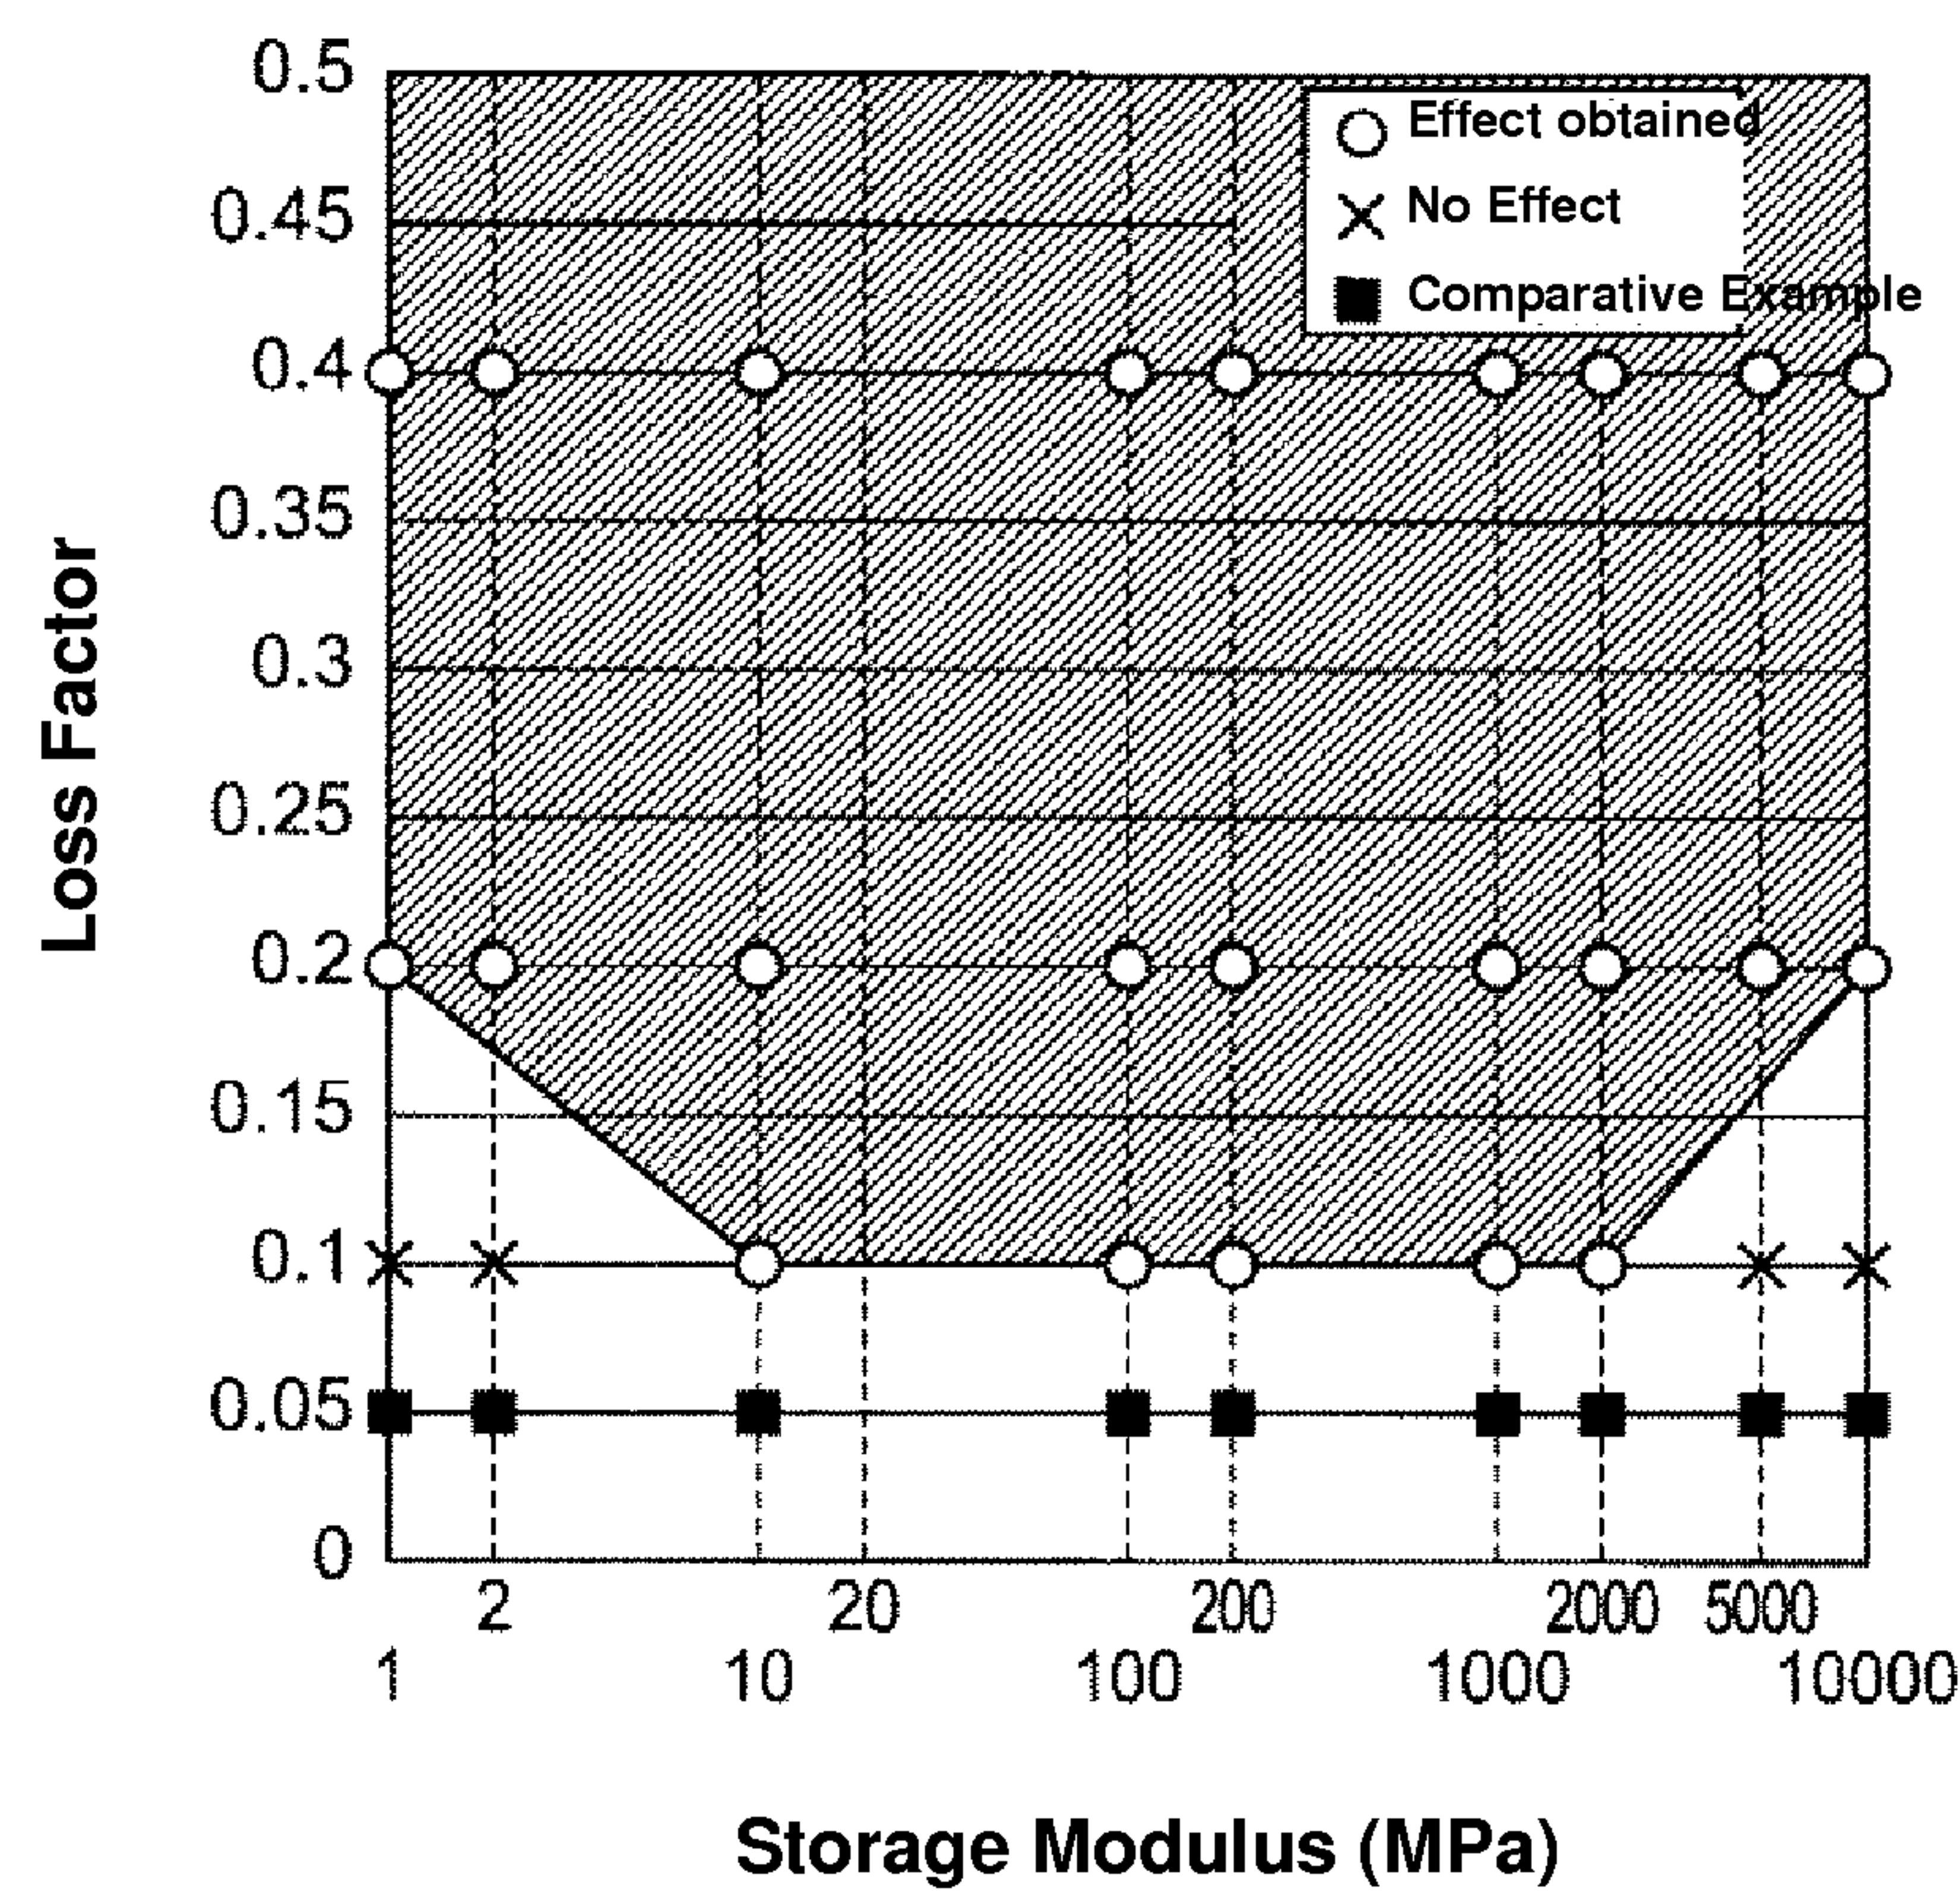 0.5
0.45
0.4
0.35
0.3
0.25
0.2
0.15
0.1
0.05
0
Loss Factor
Effect obtained
No Effect
Comparative Example
2 20 200 2000 5000
1 10 100 1000 10000
Storage Modulus (MPa)